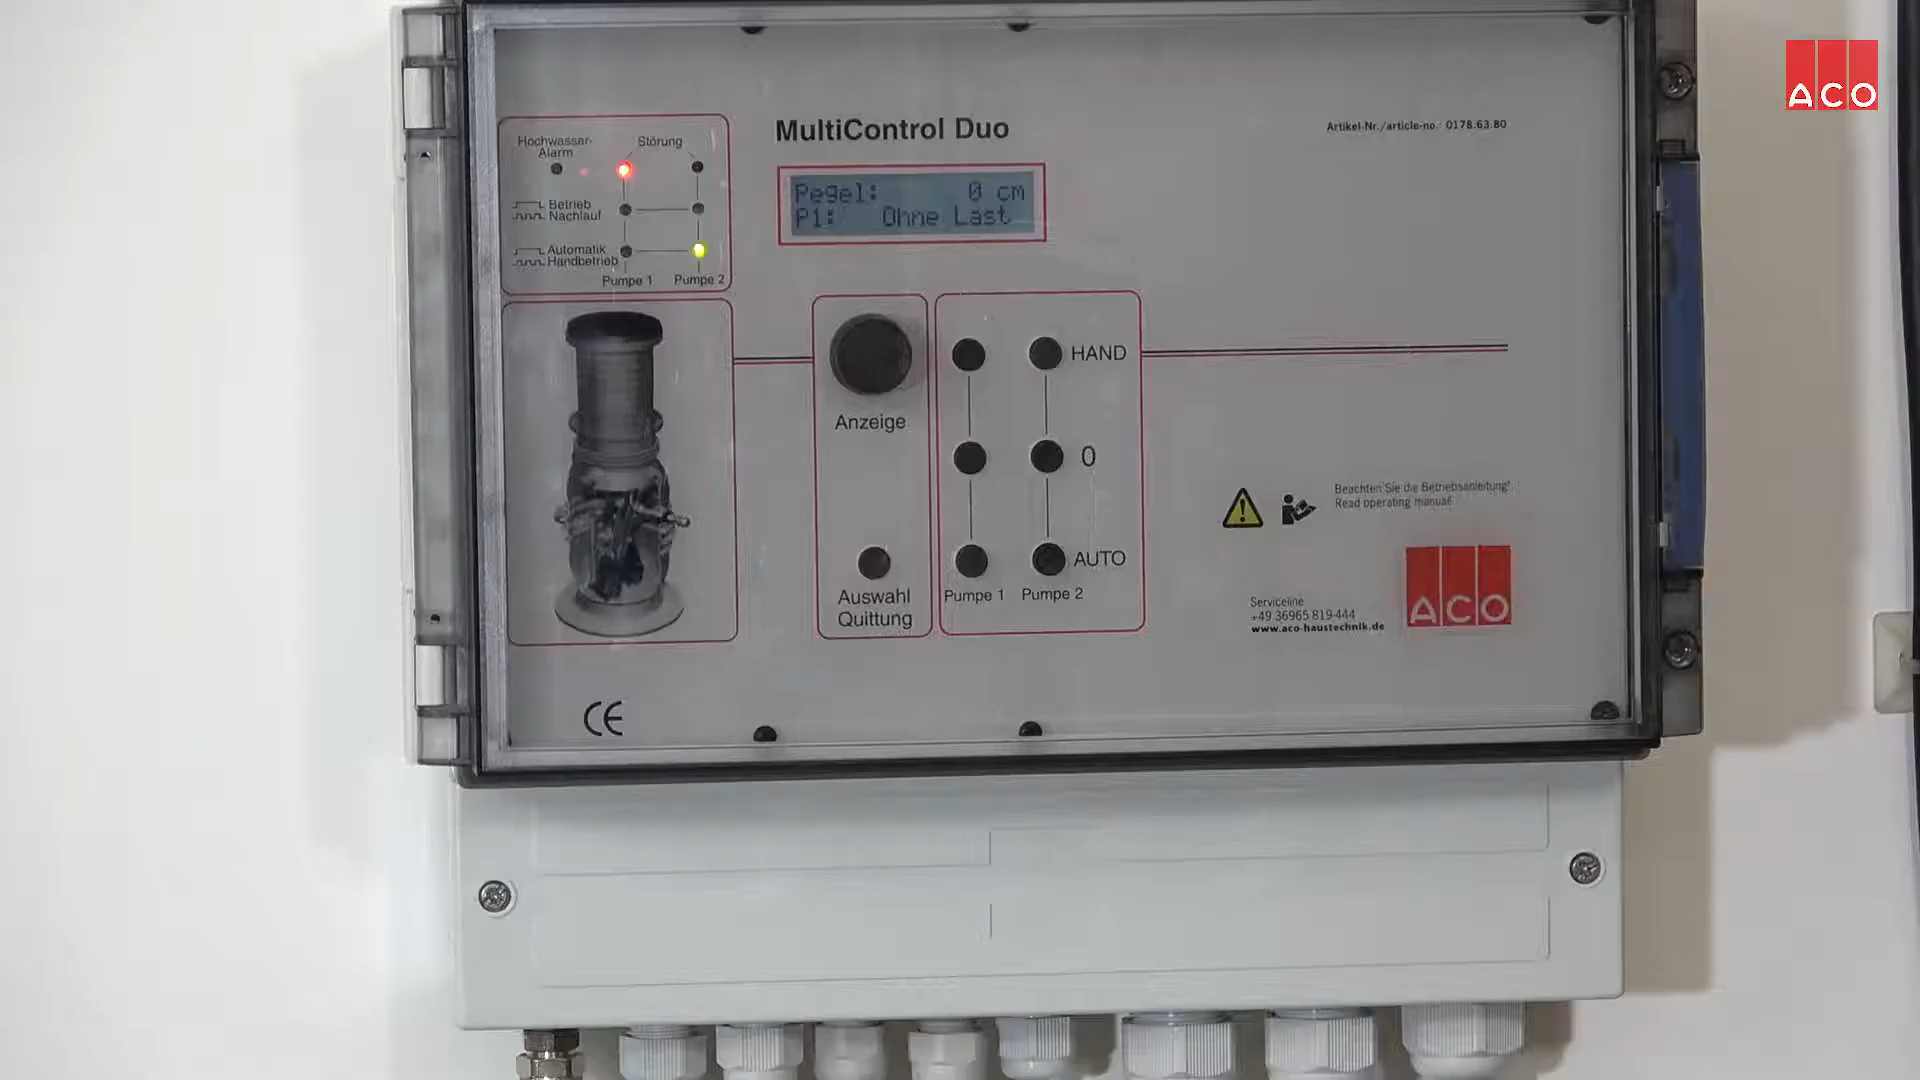 ACO
MultiControl Duo
Artikel-Nr./article-no.: 0178.63.80
Hochwasser-
Alarm
Störung
Betrieb
Nachlauf
Automatik
Handbetrieb
Pumpe 1
Pumpe 2
Pegel: 0 cm
P1: Ohne Last
Anzeige
Auswahl
Quittung
HAND
0
AUTO
Pumpe 1
Pumpe 2
Beachten Sie die Betriebsanleitung!
Read operating manual!
Serviceline
+49 36965 819-444
www.aco-haustechnik.de
ACO
CE